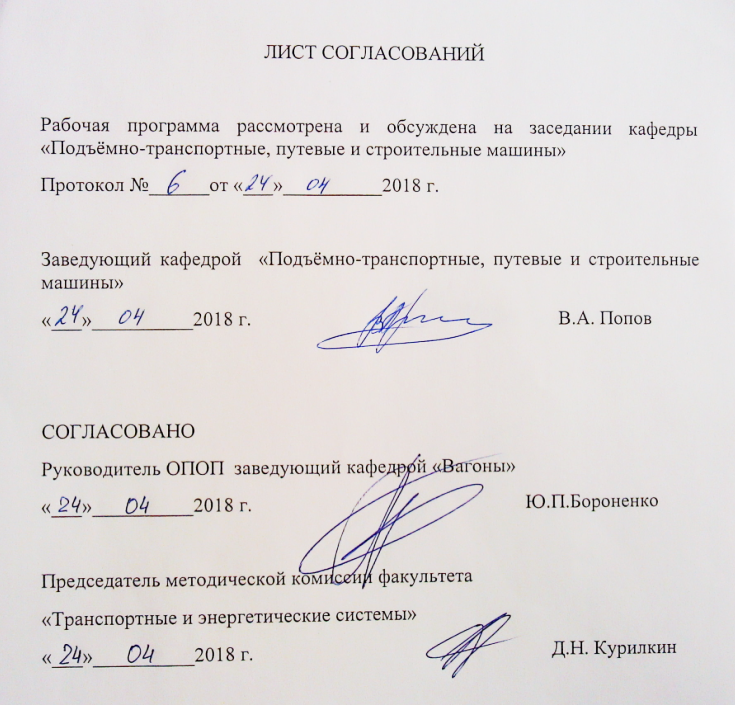 ЛИСТ СОГЛАСОВАНИЙ
Рабочая программа рассмотрена и обсуждена на заседании кафедры
«Подъёмно-транспортные, путевые и строительные машины»
Протокол № 6 от «24» 04 2018 г.
Заведующий кафедрой «Подъёмно-транспортные, путевые и строительные
машины»
«24» 04 2018 г. В.А. Попов
СОГЛАСОВАНО
Руководитель ОПОП заведующий кафедрой «Вагоны»
«24» 04 2018 г. Ю.П.Бороненко
Председатель методической комиссии факультета
«Транспортные и энергетические системы»
«24» 04 2018 г. Д.Н. Курилкин